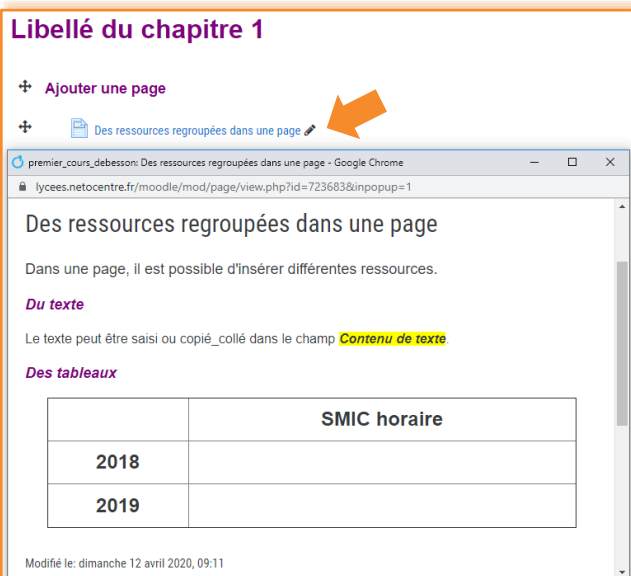 Libellé du chapitre 1
Ajouter une page
Des ressources regroupées dans une page
premier_cours_debesson: Des ressources regroupées dans une page - Google Chrome
lycees.netocentre.fr/moodle/mod/page/view.php?id=723683&inpopup=1
Des ressources regroupées dans une page
Dans une page, il est possible d'insérer différentes ressources.
Du texte
Le texte peut être saisi ou copié_collé dans le champ Contenu de texte.
Des tableaux
SMIC horaire
2018
2019
Modifié le: dimanche 12 avril 2020, 09:11